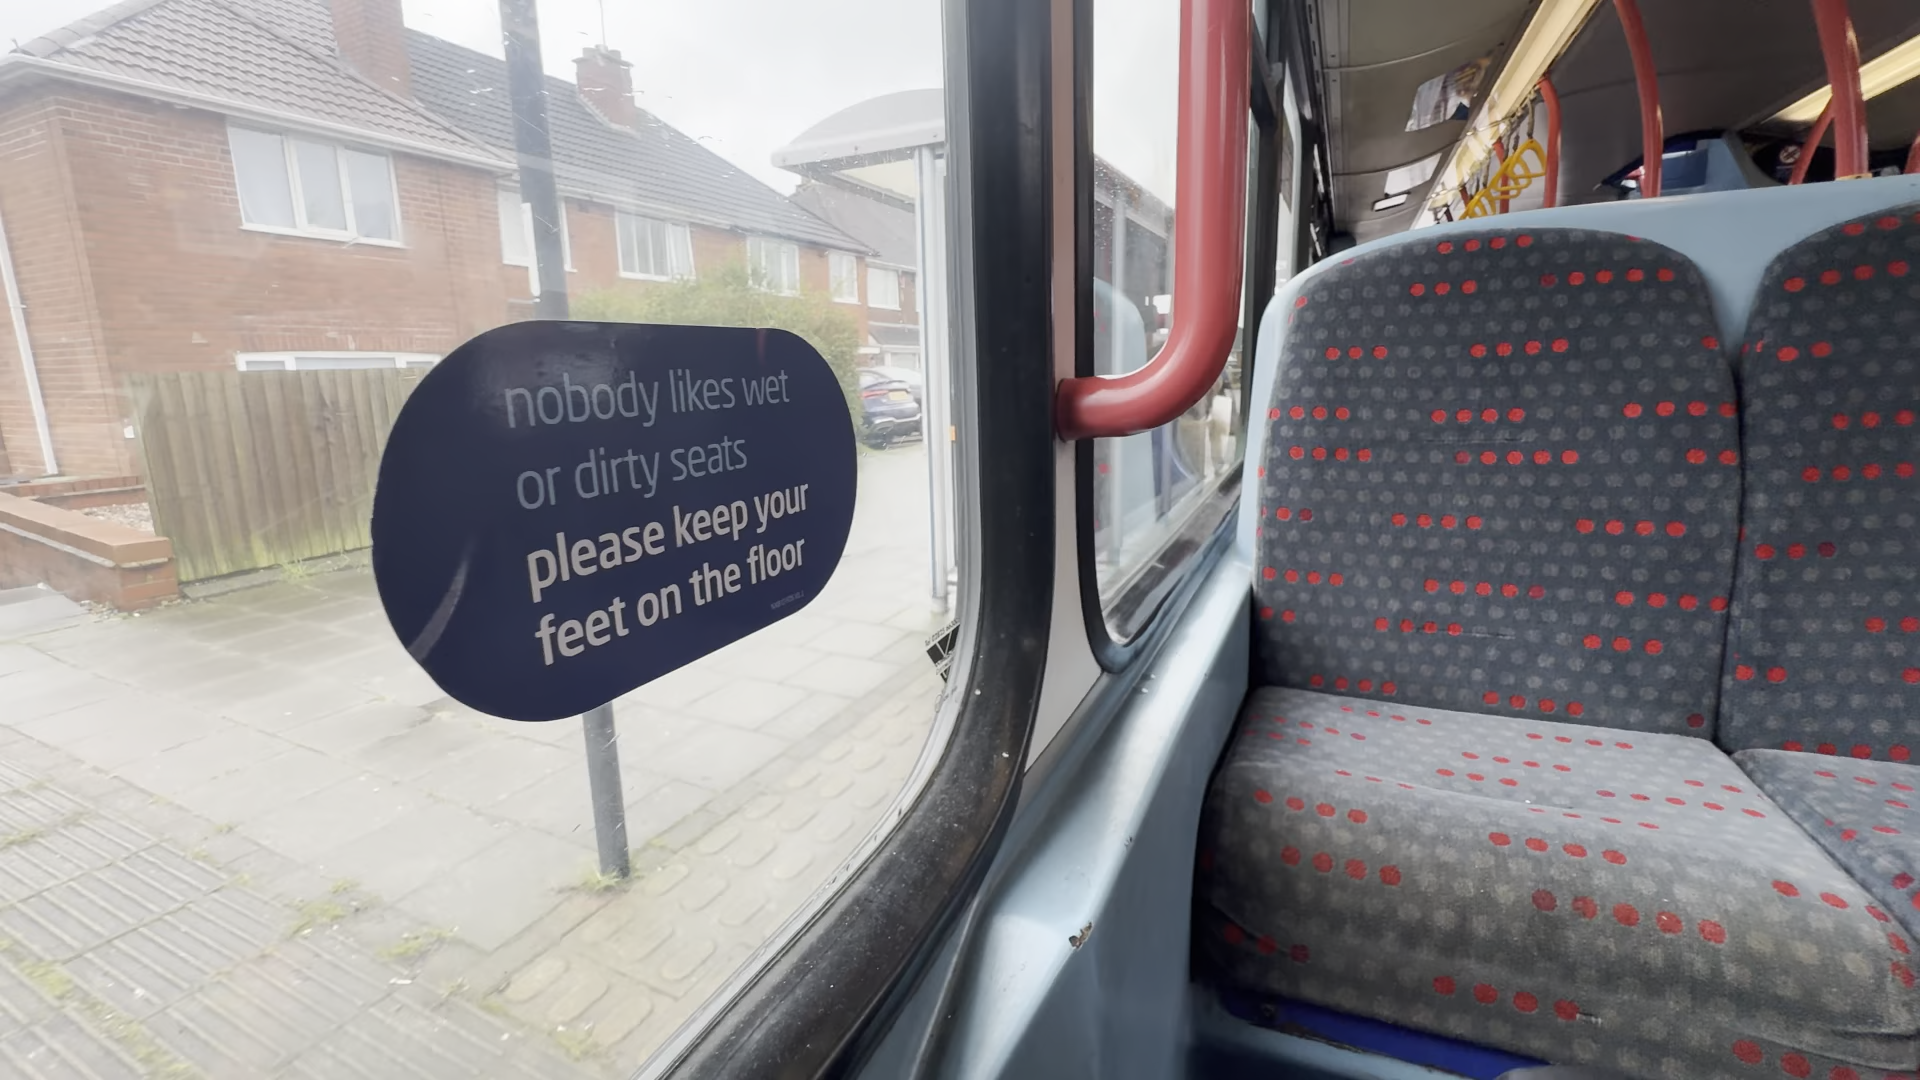 nobody likes wet
or dirty seats
please keep your
feet on the floor